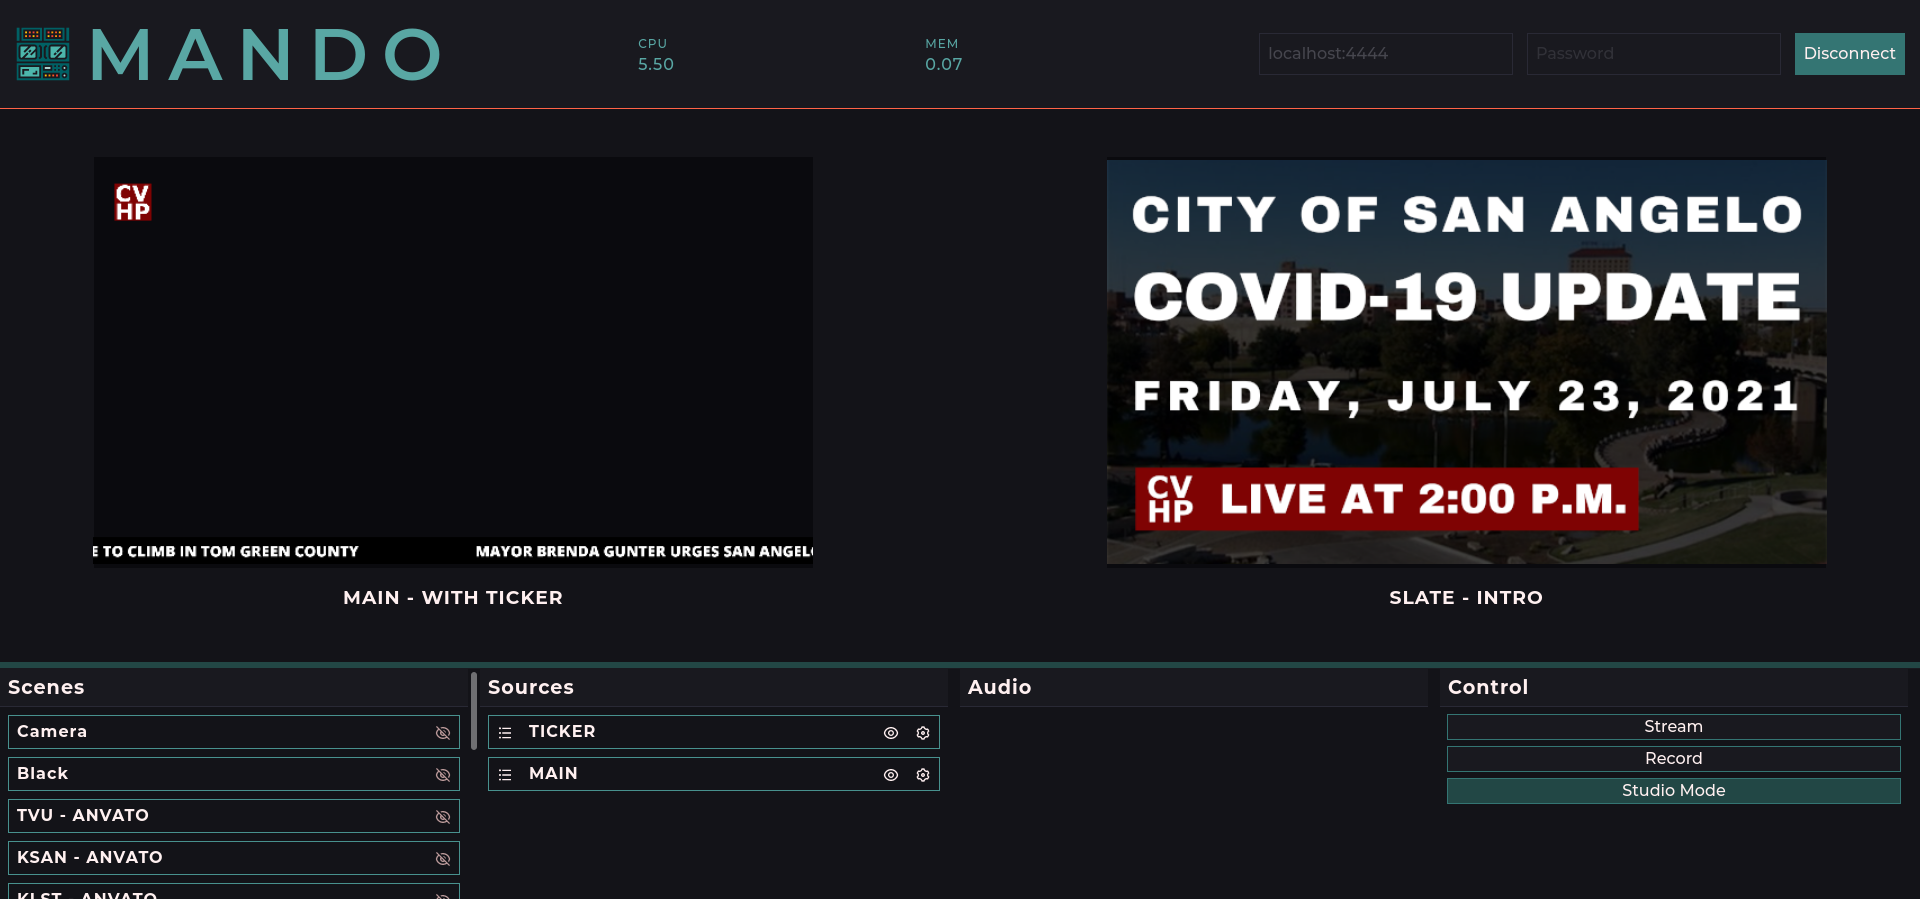 MANDO
CPU
5.50
MEM
0.07
localhost:4444
Password
Disconnect
CV
HP
E TO CLIMB IN TOM GREEN COUNTY
MAYOR BRENDA GUNTER URGES SAN ANGELO
MAIN - WITH TICKER
CITY OF SAN ANGELO
COVID-19 UPDATE
FRIDAY, JULY 23, 2021
CV
HP
LIVE AT 2:00 P.M.
SLATE - INTRO
Scenes
Camera
Black
TVU - ANVATO
KSAN - ANVATO
KLST - ANVATO
Sources
TICKER
MAIN
Audio
Control
Stream
Record
Studio Mode